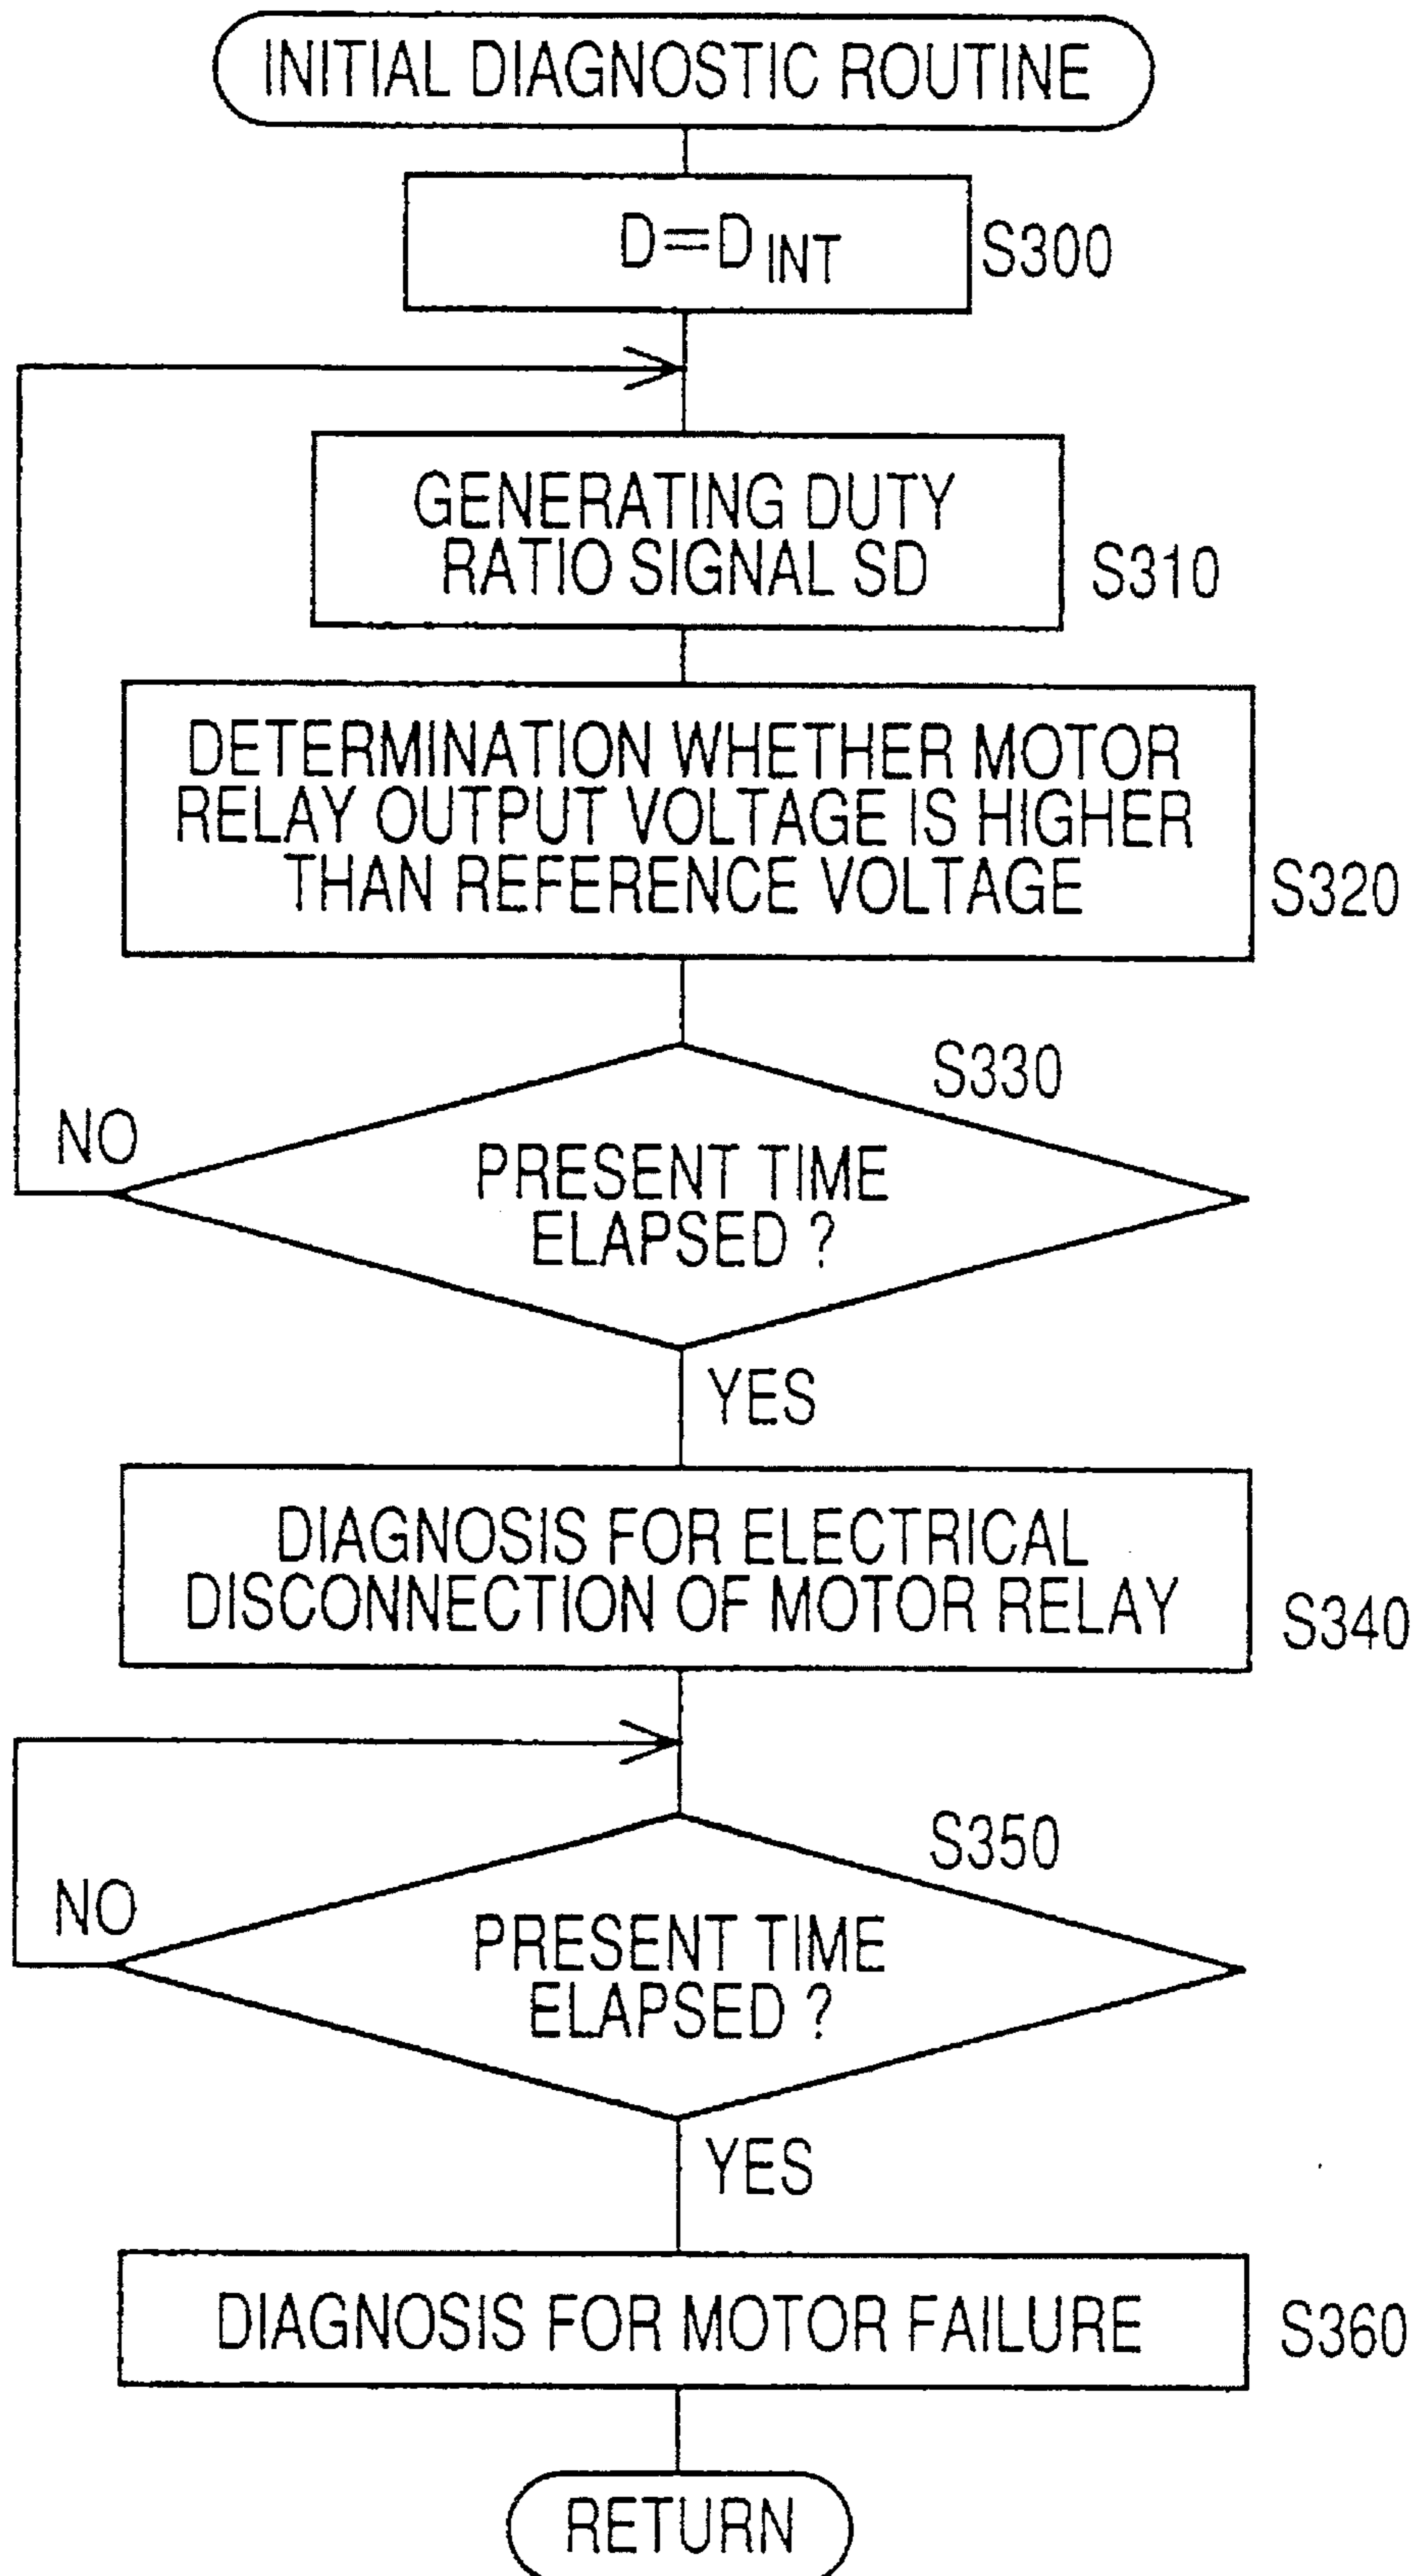 INITIAL DIAGNOSTIC ROUTINE
D=D INT
S300
GENERATING DUTY
RATIO SIGNAL SD
S310
DETERMINATION WHETHER MOTOR
RELAY OUTPUT VOLTAGE IS HIGHER
THAN REFERENCE VOLTAGE
S320
S330
NO
PRESENT TIME
ELAPSED ?
YES
DIAGNOSIS FOR ELECTRICAL
DISCONNECTION OF MOTOR RELAY
S340
S350
NO
PRESENT TIME
ELAPSED ?
YES
DIAGNOSIS FOR MOTOR FAILURE
S360
RETURN